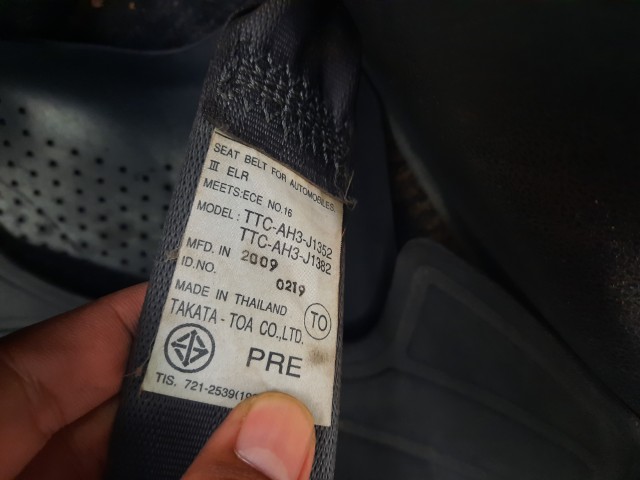 SEAT BELT FOR AUTOMOBILES
III ELR
MEETS:ECE NO.16
MODEL : TTC-AH3-J1352
TTC-AH3-J1382
MFD. IN 2009
ID.NO. 0219
MADE IN THAILAND
TAKATA - TOA CO.,LTD.
TO
PRE
TIS. 721-2539(19